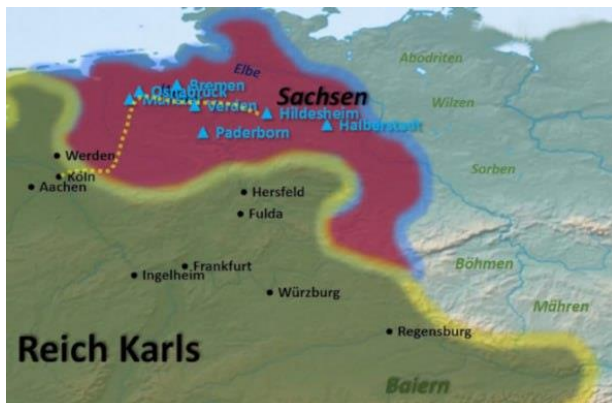 Abodriten
Elbe
Bremen
Osnabrück
Münster
Sachsen
Wilzen
Verden
Hildesheim
Paderborn
Halberstadt
Werden
Köln
Aachen
Hersfeld
Sorben
Fulda
Frankfurt
Ingelheim
Böhmen
Würzburg
Mähren
Regensburg
Reich Karls
Baiern